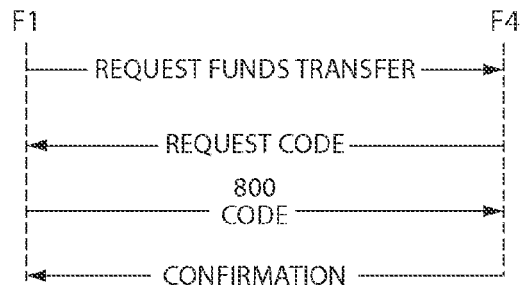 F1 F4
REQUEST FUNDS TRANSFER
REQUEST CODE
800
CODE
CONFIRMATION